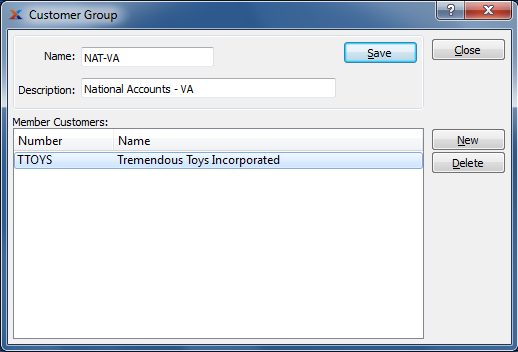 Customer Group
Name: NAT-VA Save Close
Description: National Accounts - VA
Member Customers:
Number Name New
TTOYS Tremendous Toys Incorporated Delete